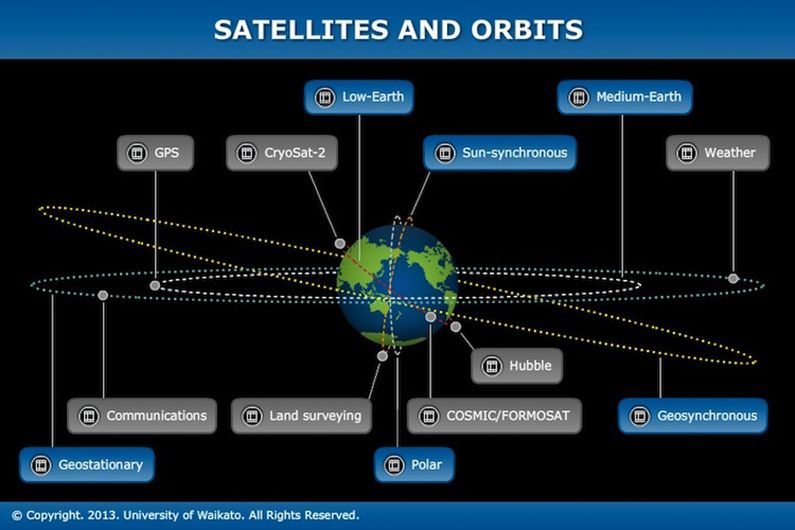 SATELLITES AND ORBITS
Low-Earth
Medium-Earth
GPS
CryoSat-2
Sun-synchronous
Weather
Hubble
Communications
Land surveying
COSMIC/FORMOSAT
Geosynchronous
Geostationary
Polar
© Copyright. 2013. University of Waikato. All Rights Reserved.